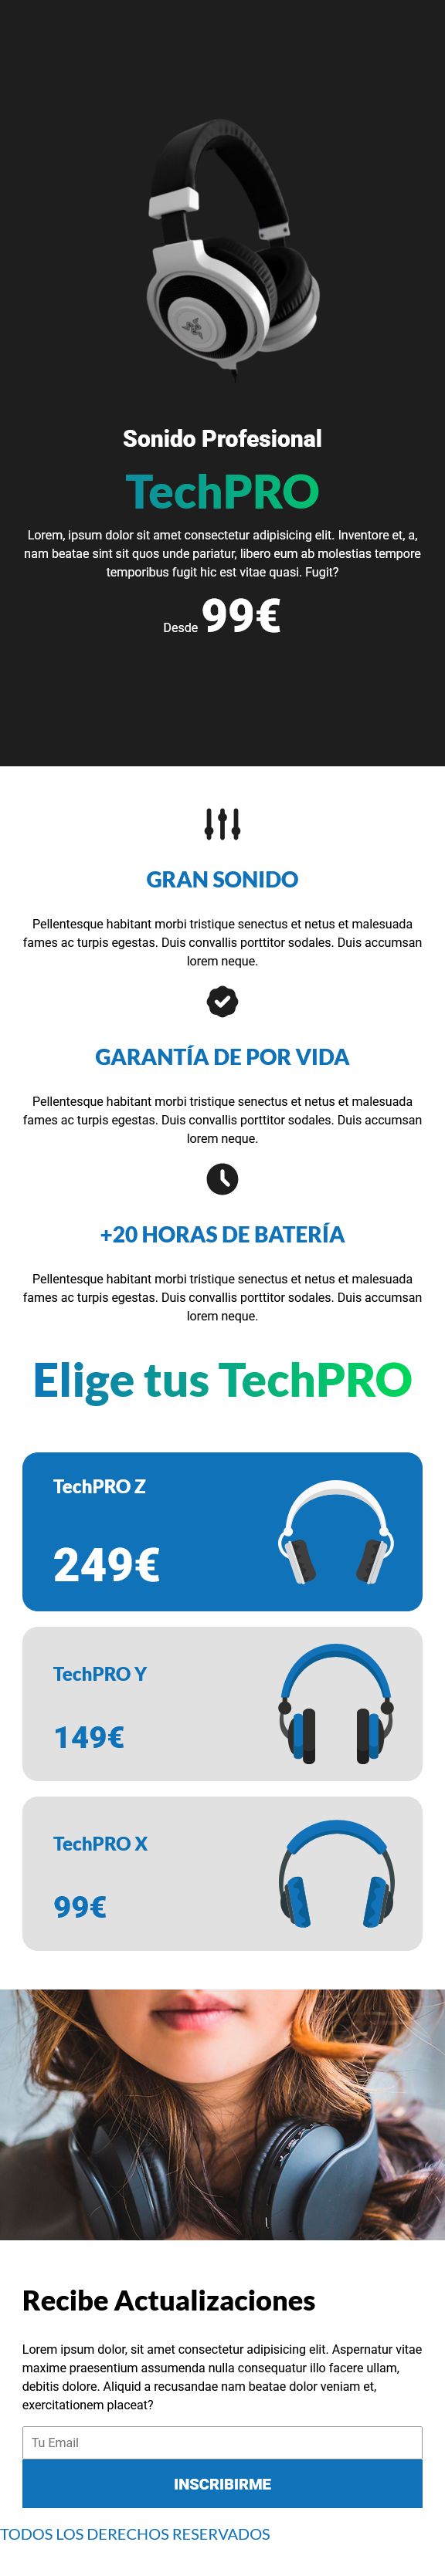 Sonido Profesional
TechPRO
Lorem, ipsum dolor sit amet consectetur adipisicing elit. Inventore et, a,
nam beatae sint sit quos unde pariatur, libero eum ab molestias tempore
temporibus fugit hic est vitae quasi. Fugit?
Desde 99€
GRAN SONIDO
Pellentesque habitant morbi tristique senectus et netus et malesuada
fames ac turpis egestas. Duis convallis porttitor sodales. Duis accumsan
lorem neque.
GARANTÍA DE POR VIDA
Pellentesque habitant morbi tristique senectus et netus et malesuada
fames ac turpis egestas. Duis convallis porttitor sodales. Duis accumsan
lorem neque.
+20 HORAS DE BATERÍA
Pellentesque habitant morbi tristique senectus et netus et malesuada
fames ac turpis egestas. Duis convallis porttitor sodales. Duis accumsan
lorem neque.
Elige tus TechPRO
TechPRO Z
249€
TechPRO Y
149€
TechPRO X
99€
Recibe Actualizaciones
Lorem ipsum dolor, sit amet consectetur adipisicing elit. Aspernatur vitae
maxime praesentium assumenda nulla consequatur illo facere ullam,
debitis dolore. Aliquid a recusandae nam beatae dolor veniam et,
exercitationem placeat?
Tu Email
INSCRIBIRME
TODOS LOS DERECHOS RESERVADOS